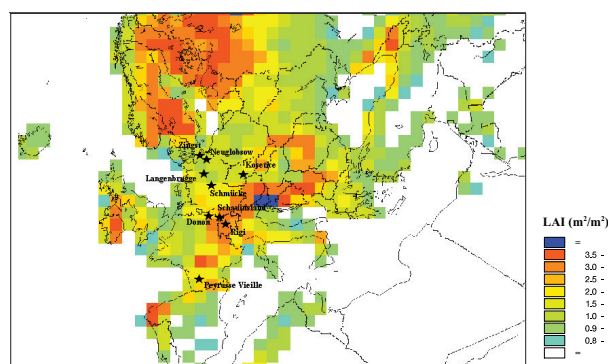 Zingst
Neuglobsow
Kosetice
Langenbrügge
Schmücke
Schauinsland
Donon
Rigi
Peyrusse Vieille
LAI (m²/m²)
=
3.5 -
3.0 -
2.5 -
2.0 -
1.5 -
1.0 -
0.9 -
0.8 -
=